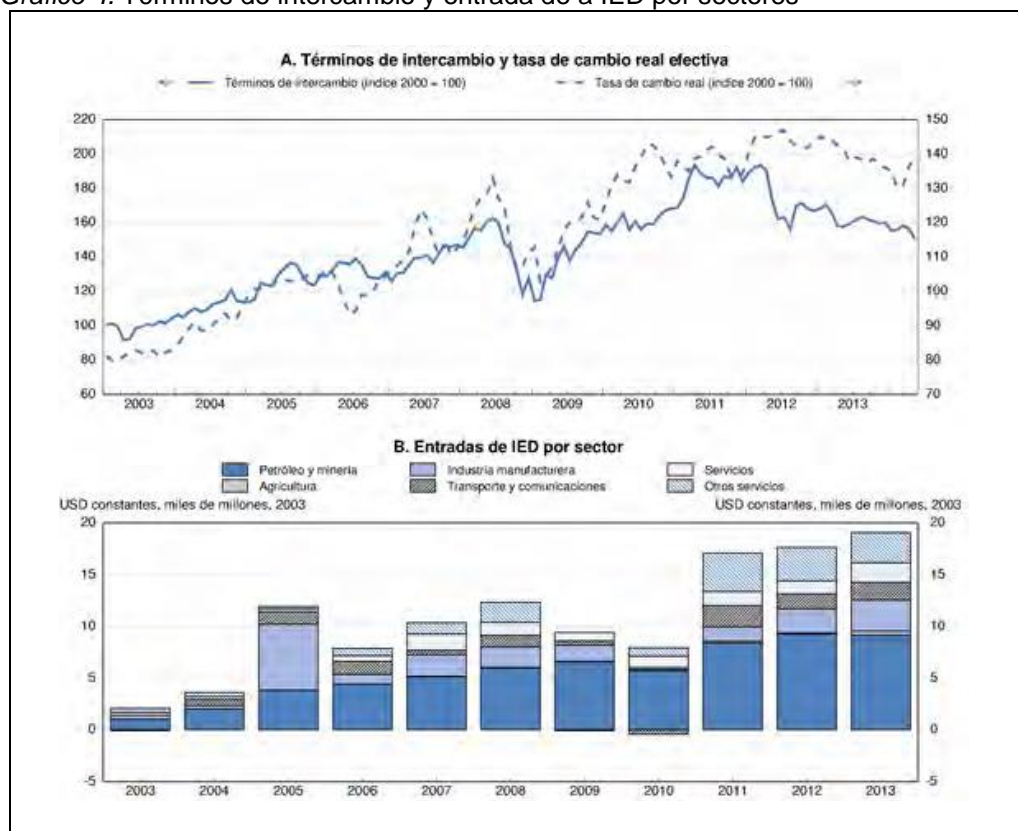 Gráfico 4. Términos de intercambio y entrada de a IED por sectores
A. Términos de intercambio y tasa de cambio real efectiva
Términos de intercambio (índice 2000 = 100) Tasa de cambio real (índice 2000 = 100)
220 150
200 140
180 130
160 120
140 110
120 100
100 90
80 80
60 70
2003 2004 2005 2006 2007 2008 2009 2010 2011 2012 2013
B. Entradas de IED por sector
Petróleo y minería Industria manufacturera Servicios
Agricultura Transporte y comunicaciones Otros servicios
USD constantes, miles de millones, 2003 USD constantes, miles de millones, 2003
20 20
15 15
10 10
5 5
0 0
-5 -5
2003 2004 2005 2006 2007 2008 2009 2010 2011 2012 2013